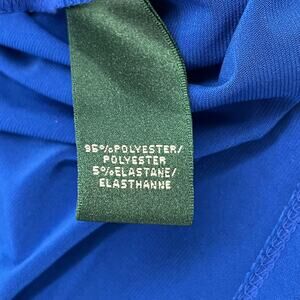 95%POLYESTER/
POLYESTER
5%ELASTANE/
ELASTHANNE